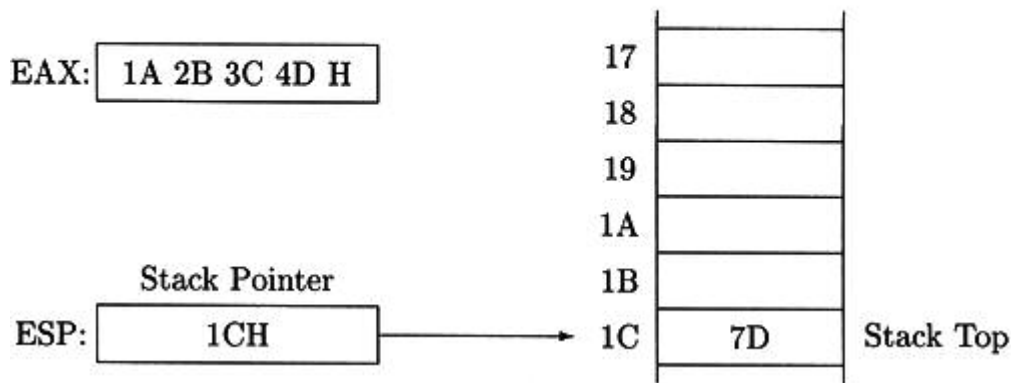 EAX: 1A 2B 3C 4D H
Stack Pointer
ESP: 1CH
17
18
19
1A
1B
1C 7D Stack Top